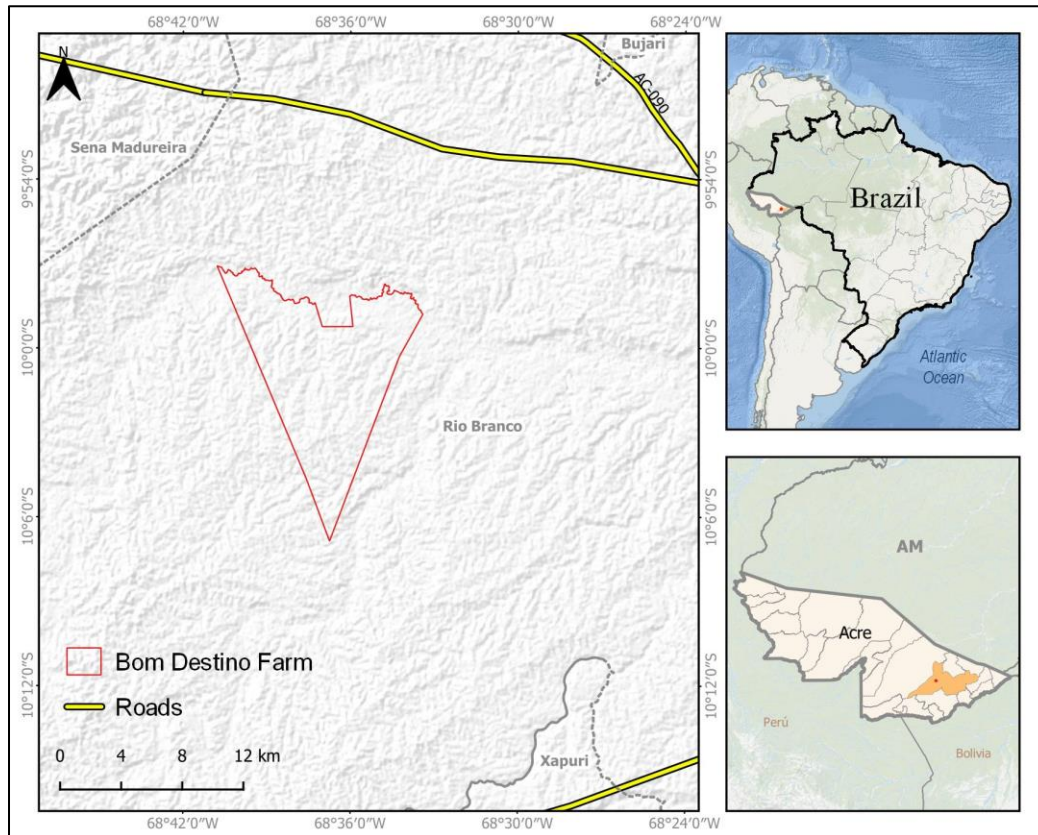 68°42′0″W 68°36′0″W 68°30′0″W 68°24′0″W
N
Bujari
AC-090
Sena Madureira
9°54′0″S
9°54′0″S
10°0′0″S
10°0′0″S
Rio Branco
10°6′0″S
10°6′0″S
Bom Destino Farm
Roads
10°12′0″S
10°12′0″S
0 4 8 12 km
Xapuri
68°42′0″W 68°36′0″W 68°30′0″W 68°24′0″W
Brazil
Atlantic
Ocean
AM
Acre
Perú
Bolivia